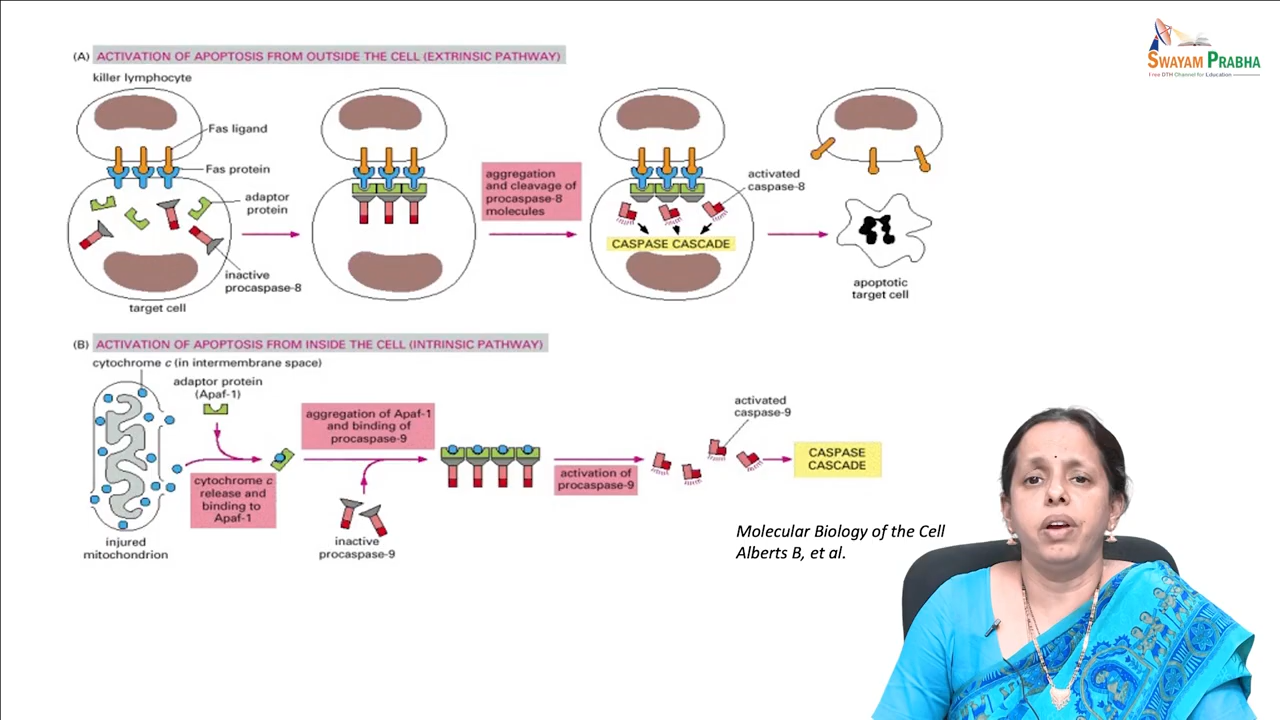 SWAYAM PRABHA
Free DTH Channel for Education
(A) ACTIVATION OF APOPTOSIS FROM OUTSIDE THE CELL (EXTRINSIC PATHWAY)
killer lymphocyte
Fas ligand
Fas protein
adaptor
protein
inactive
procaspase-8
target cell
aggregation
and cleavage of
procaspase-8
molecules
activated
caspase-8
CASPASE CASCADE
apoptotic
target cell
(B) ACTIVATION OF APOPTOSIS FROM INSIDE THE CELL (INTRINSIC PATHWAY)
cytochrome c (in intermembrane space)
adaptor protein
(Apaf-1)
injured
mitochondrion
cytochrome c
release and
binding to
Apaf-1
aggregation of Apaf-1
and binding of
procaspase-9
inactive
procaspase-9
activation of
procaspase-9
activated
caspase-9
CASPASE
CASCADE
Molecular Biology of the Cell
Alberts B, et al.